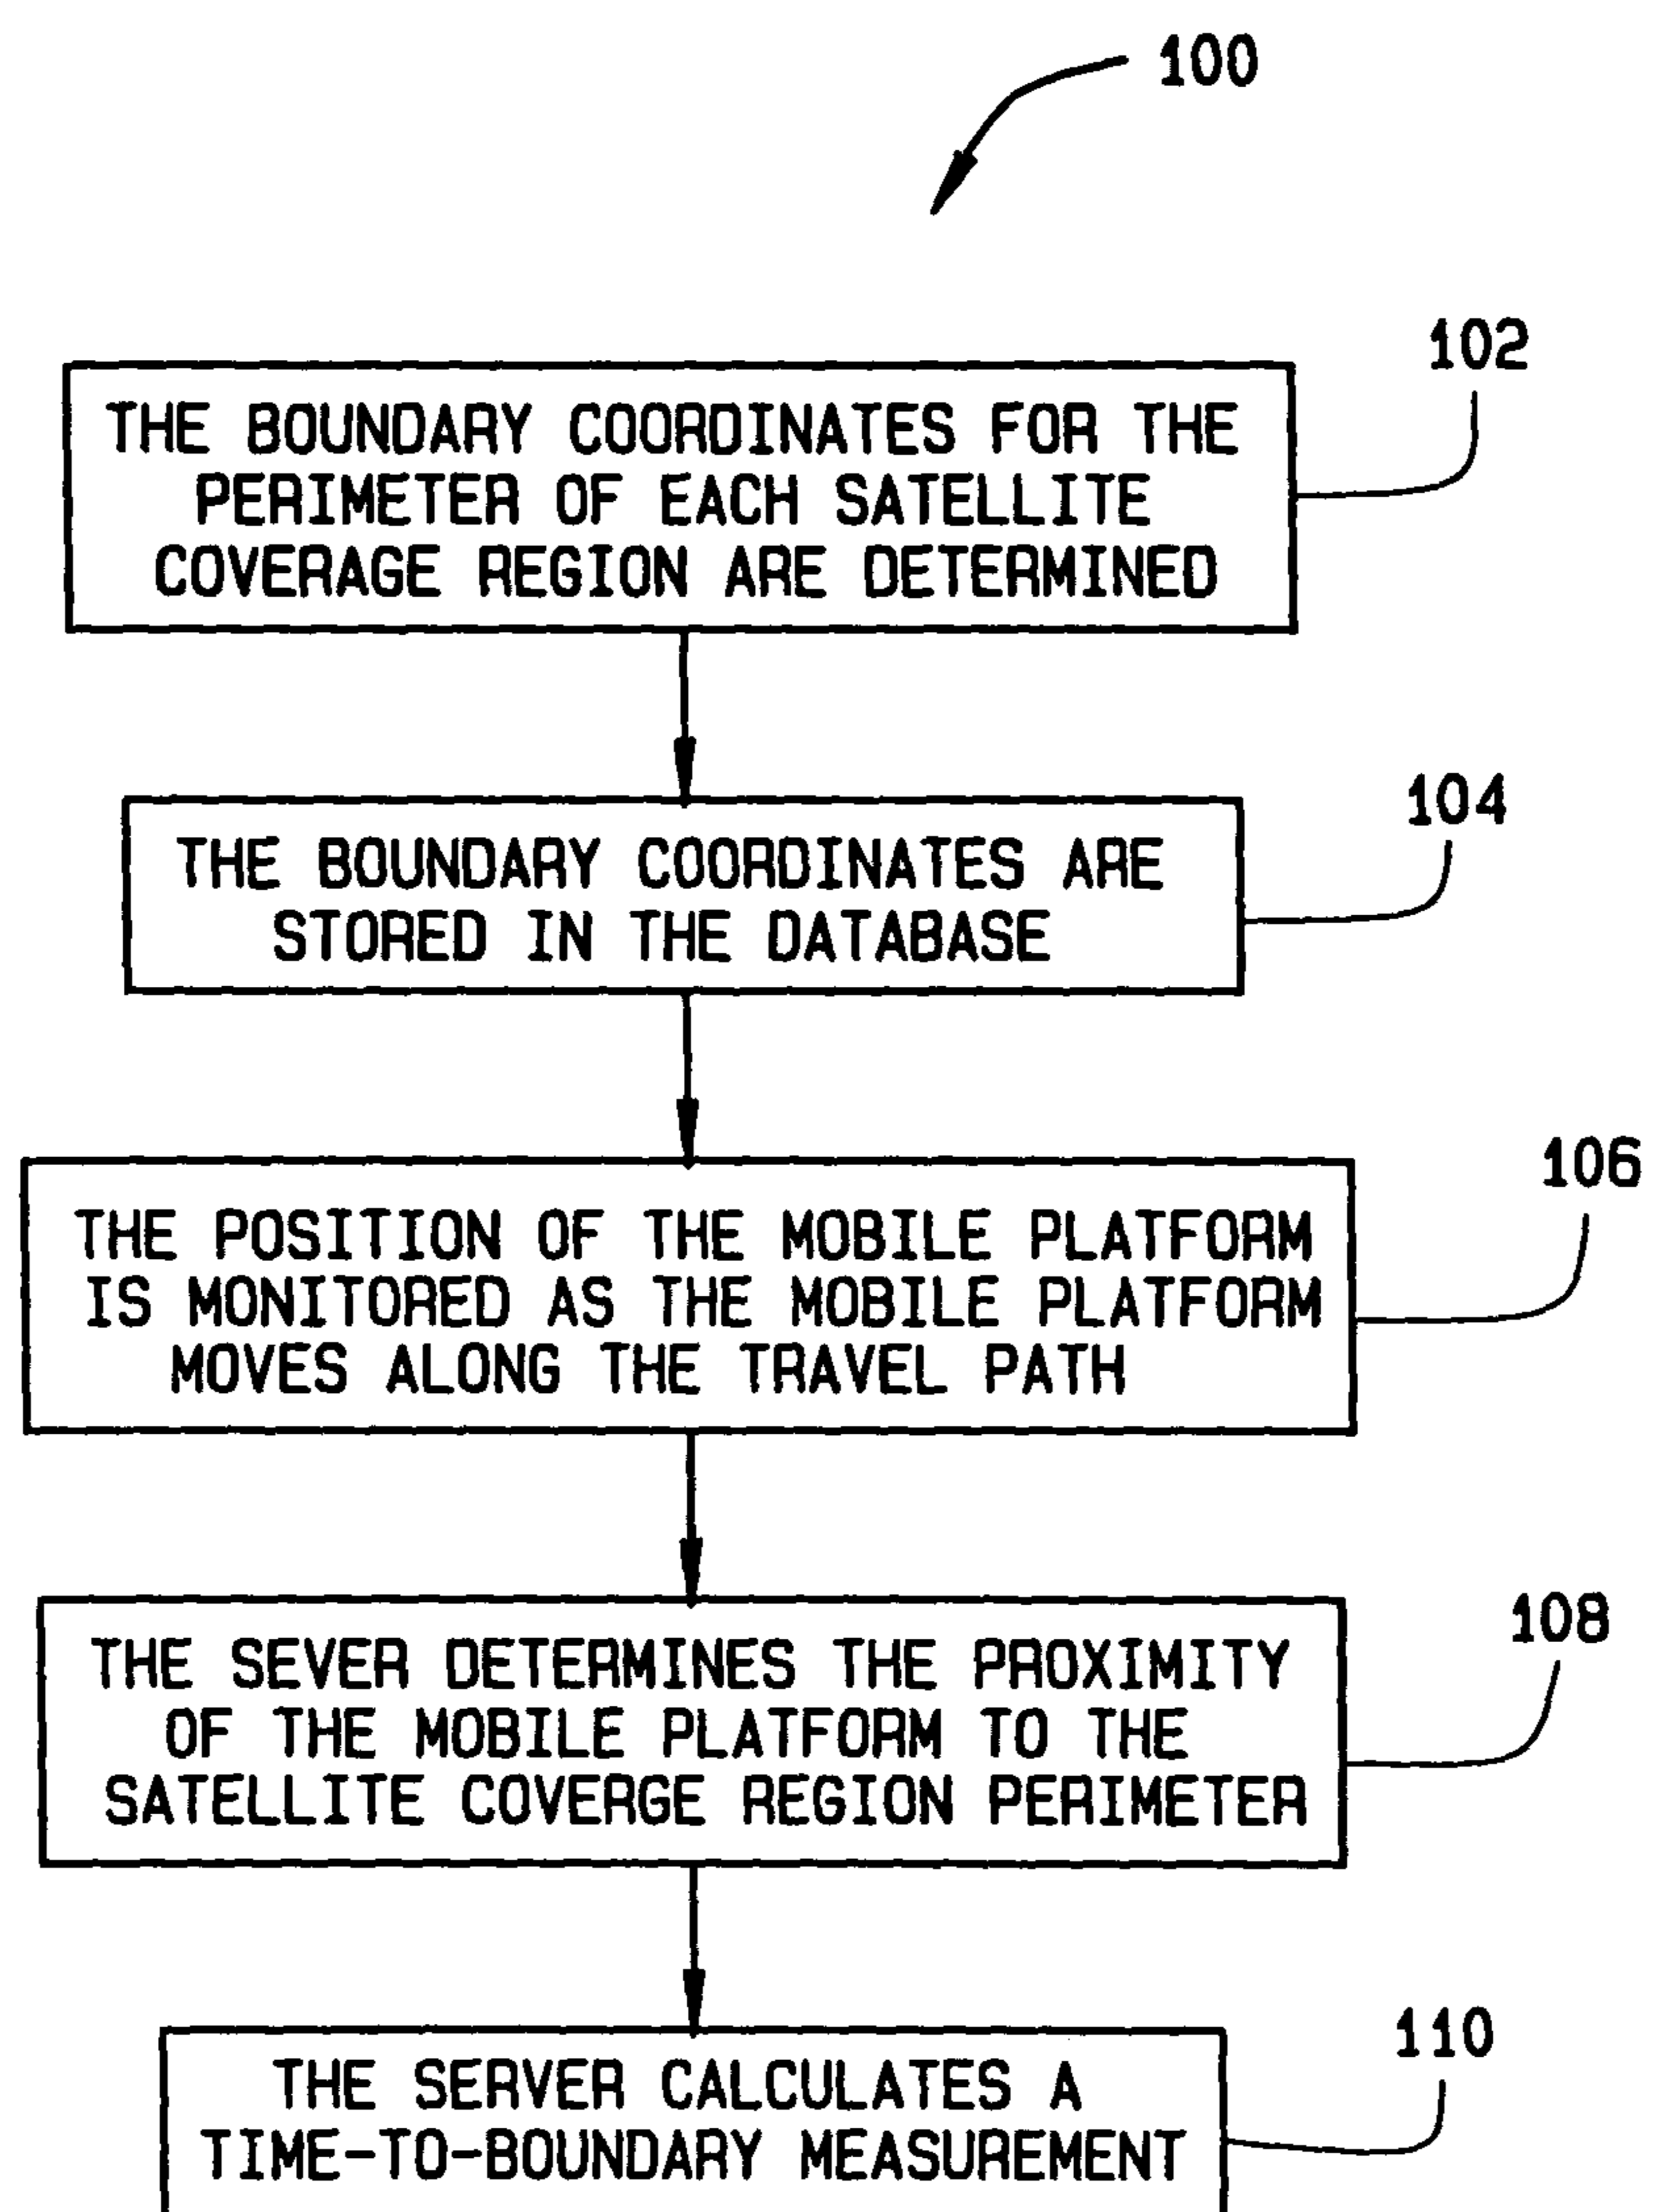 100
102
THE BOUNDARY COORDINATES FOR THE
PERIMETER OF EACH SATELLITE
COVERAGE REGION ARE DETERMINED
104
THE BOUNDARY COORDINATES ARE
STORED IN THE DATABASE
106
THE POSITION OF THE MOBILE PLATFORM
IS MONITORED AS THE MOBILE PLATFORM
MOVES ALONG THE TRAVEL PATH
108
THE SEVER DETERMINES THE PROXIMITY
OF THE MOBILE PLATFORM TO THE
SATELLITE COVERGE REGION PERIMETER
110
THE SERVER CALCULATES A
TIME-TO-BOUNDARY MEASUREMENT